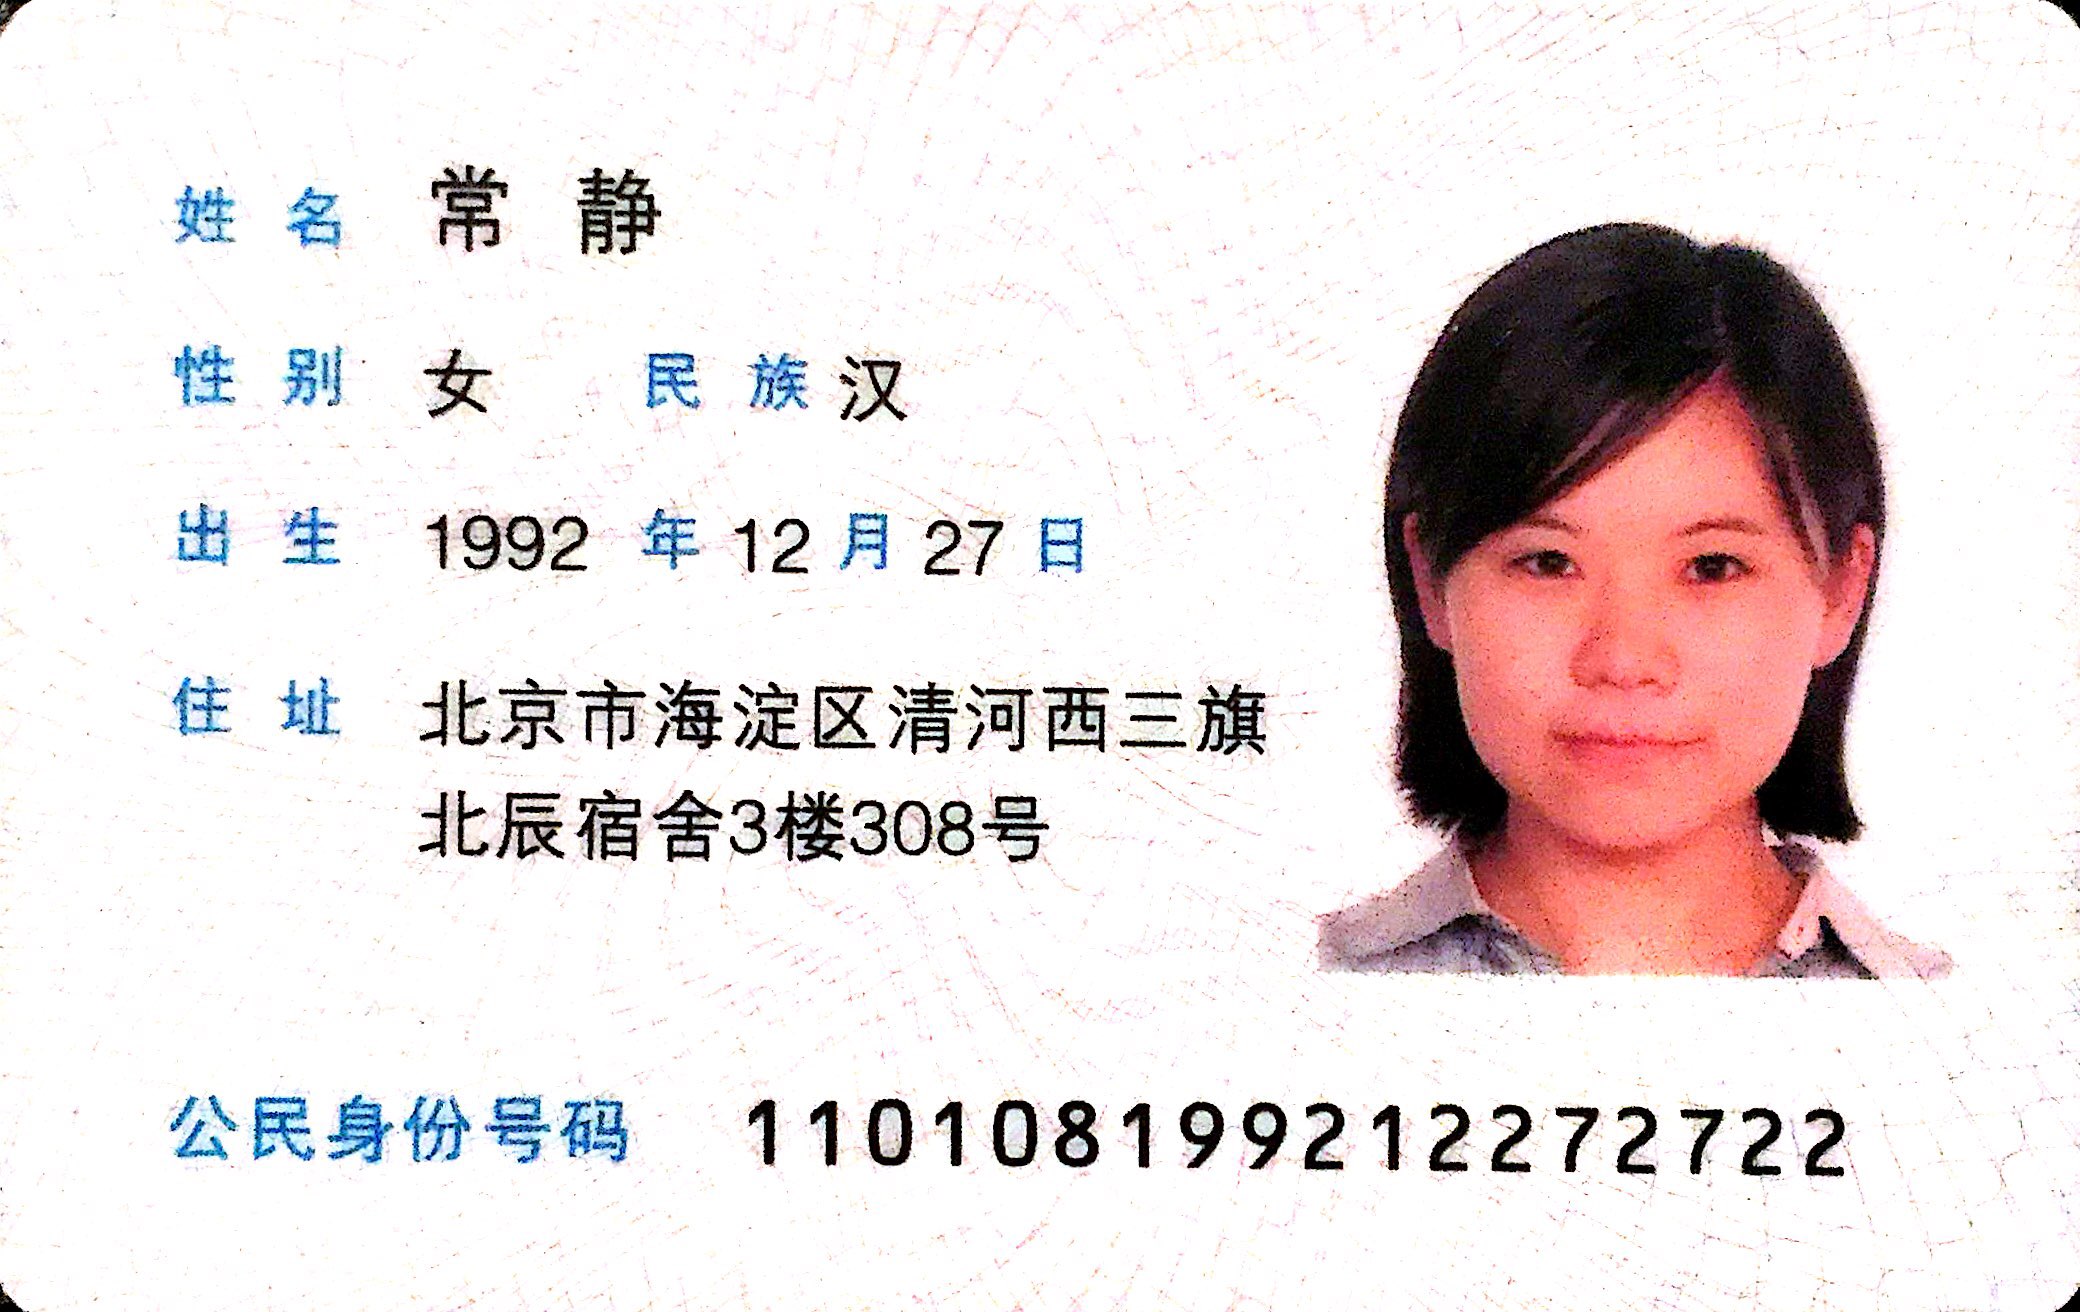 姓名 常静
性别 女 民族 汉
出生 1992 年 12 月 27 日
住址 北京市海淀区清河西三旗
北辰宿舍3楼308号
公民身份号码 110108199212272722